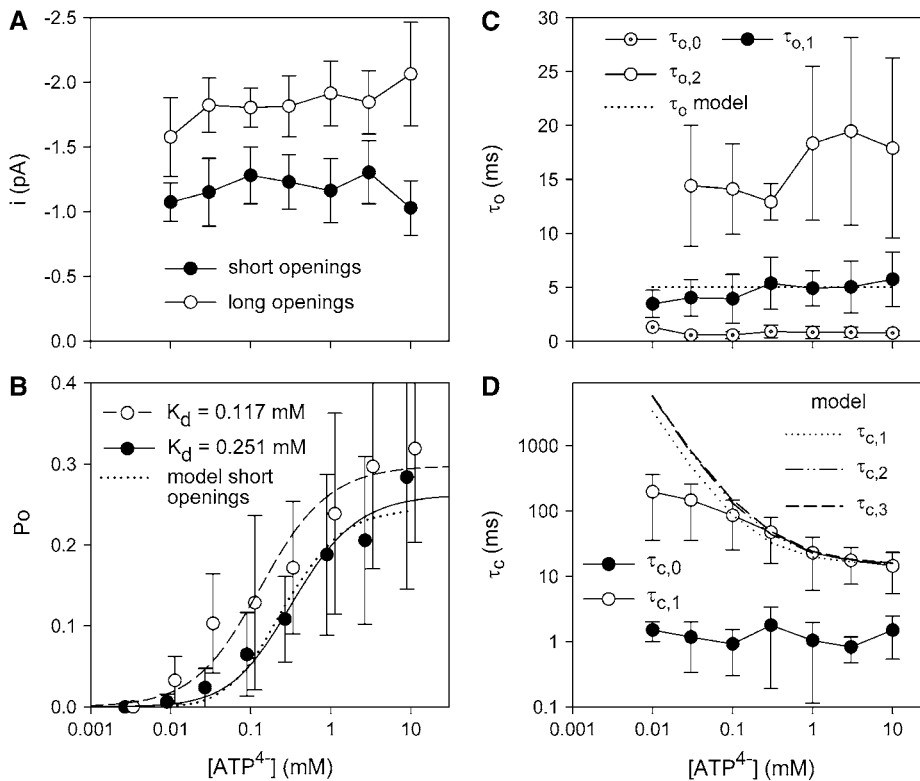 A
-2.5
-2.0
-1.5
-1.0
-0.5
0.0
i (pA)
short openings
long openings
B
0.4
0.3
0.2
0.1
0.0
Po
K_d = 0.117 mM
K_d = 0.251 mM
model short
openings
0.001 0.01 0.1 1 10
[ATP⁴⁻] (mM)
C
30
25
20
15
10
5
0
τ_o (ms)
τ_o,0 τ_o,1
τ_o,2
τ_o model
D
1000
100
10
1
0.1
τ_c (ms)
model
τ_c,1
τ_c,2
τ_c,3
τ_c,0
τ_c,1
0.001 0.01 0.1 1 10
[ATP⁴⁻] (mM)